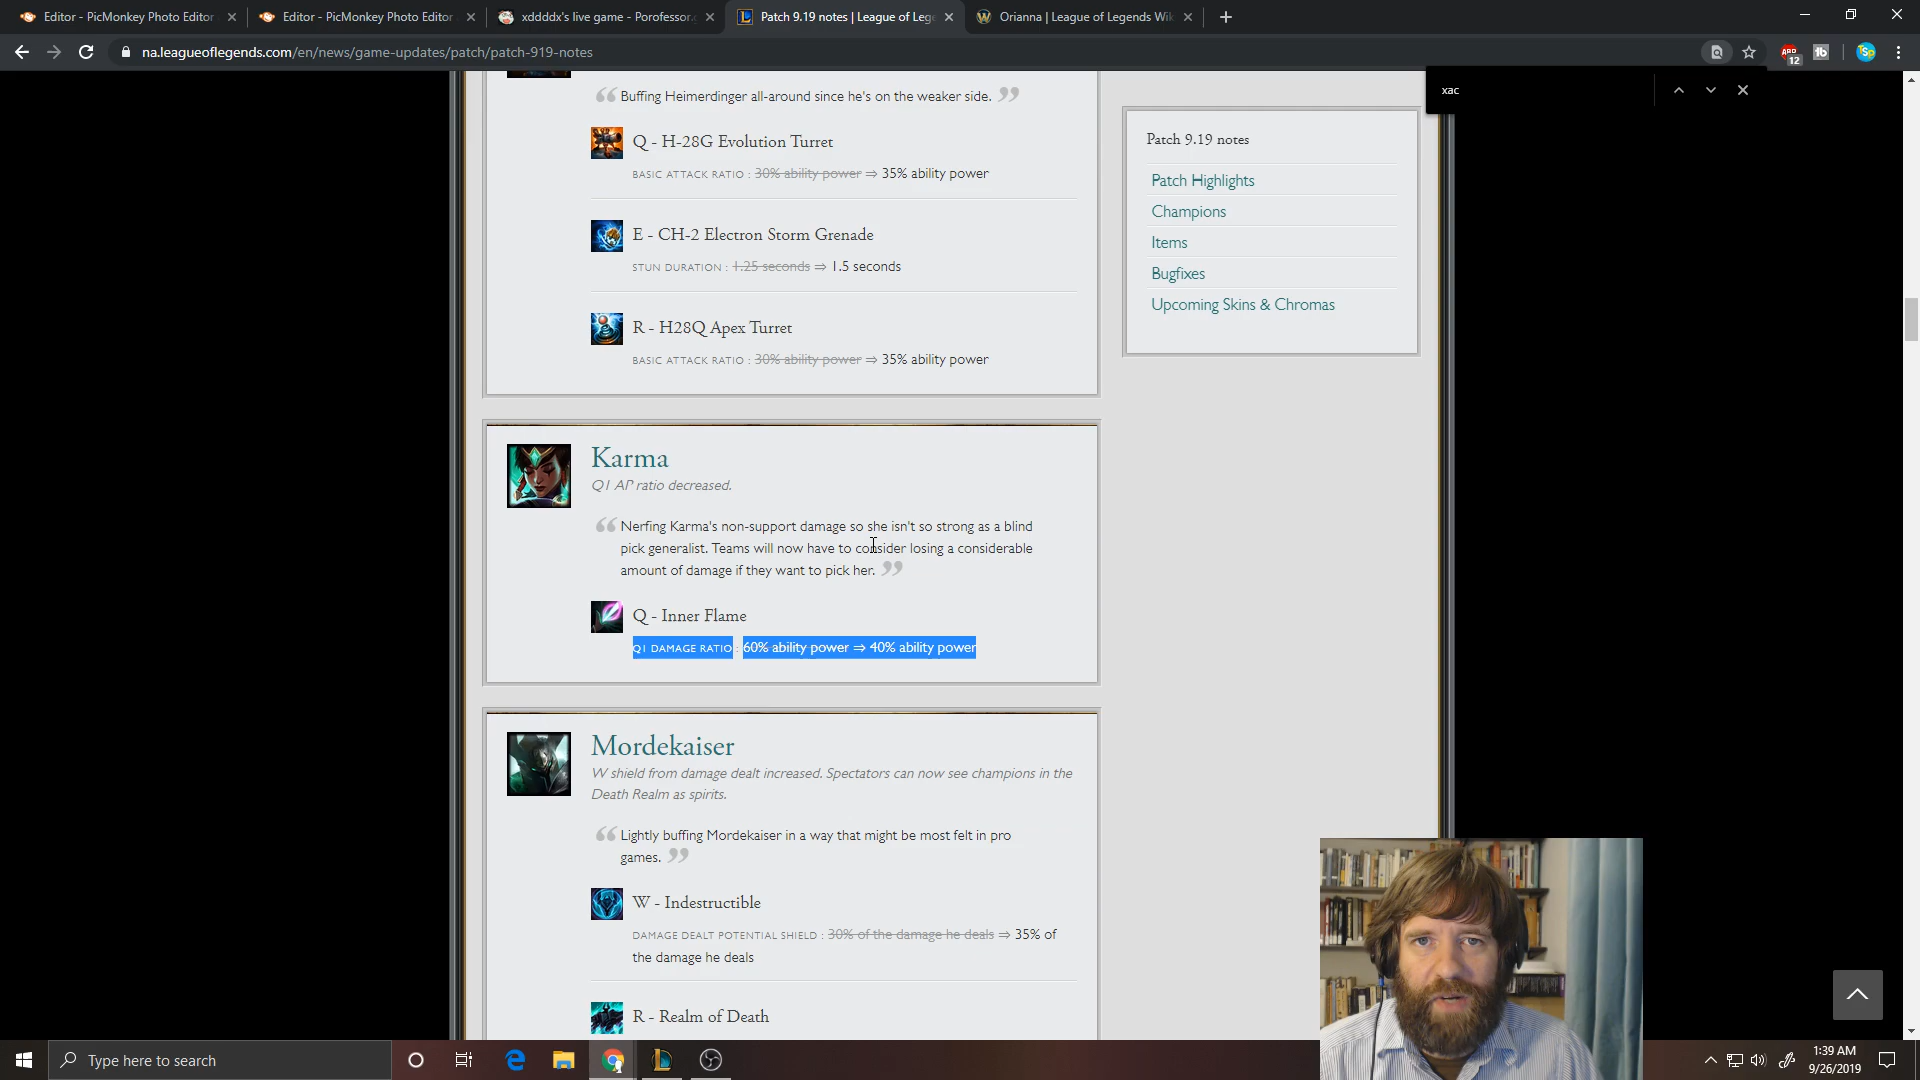 Editor - PicMonkey Photo Editor
Editor - PicMonkey Photo Editor
xddddx's live game - Porofessor.g
Patch 9.19 notes | League of Leg
Orianna | League of Legends Wik
na.leagueoflegends.com/en/news/game-updates/patch/patch-919-notes
ABP
12
tb
TSp
xac
Buffing Heimerdinger all-around since he's on the weaker side.
Q - H-28G Evolution Turret
BASIC ATTACK RATIO : 30% ability power ⇒ 35% ability power
E - CH-2 Electron Storm Grenade
STUN DURATION : 1.25 seconds ⇒ 1.5 seconds
R - H28Q Apex Turret
BASIC ATTACK RATIO : 30% ability power ⇒ 35% ability power
Patch 9.19 notes
Patch Highlights
Champions
Items
Bugfixes
Upcoming Skins & Chromas
Karma
Q1 AP ratio decreased.
Nerfing Karma's non-support damage so she isn't so strong as a blind
pick generalist. Teams will now have to consider losing a considerable
amount of damage if they want to pick her.
Q - Inner Flame
Q1 DAMAGE RATIO : 60% ability power ⇒ 40% ability power
Mordekaiser
W shield from damage dealt increased. Spectators can now see champions in the
Death Realm as spirits.
Lightly buffing Mordekaiser in a way that might be most felt in pro
games.
W - Indestructible
DAMAGE DEALT POTENTIAL SHIELD : 30% of the damage he deals ⇒ 35% of
the damage he deals
R - Realm of Death
Type here to search
1:39 AM
9/26/2019